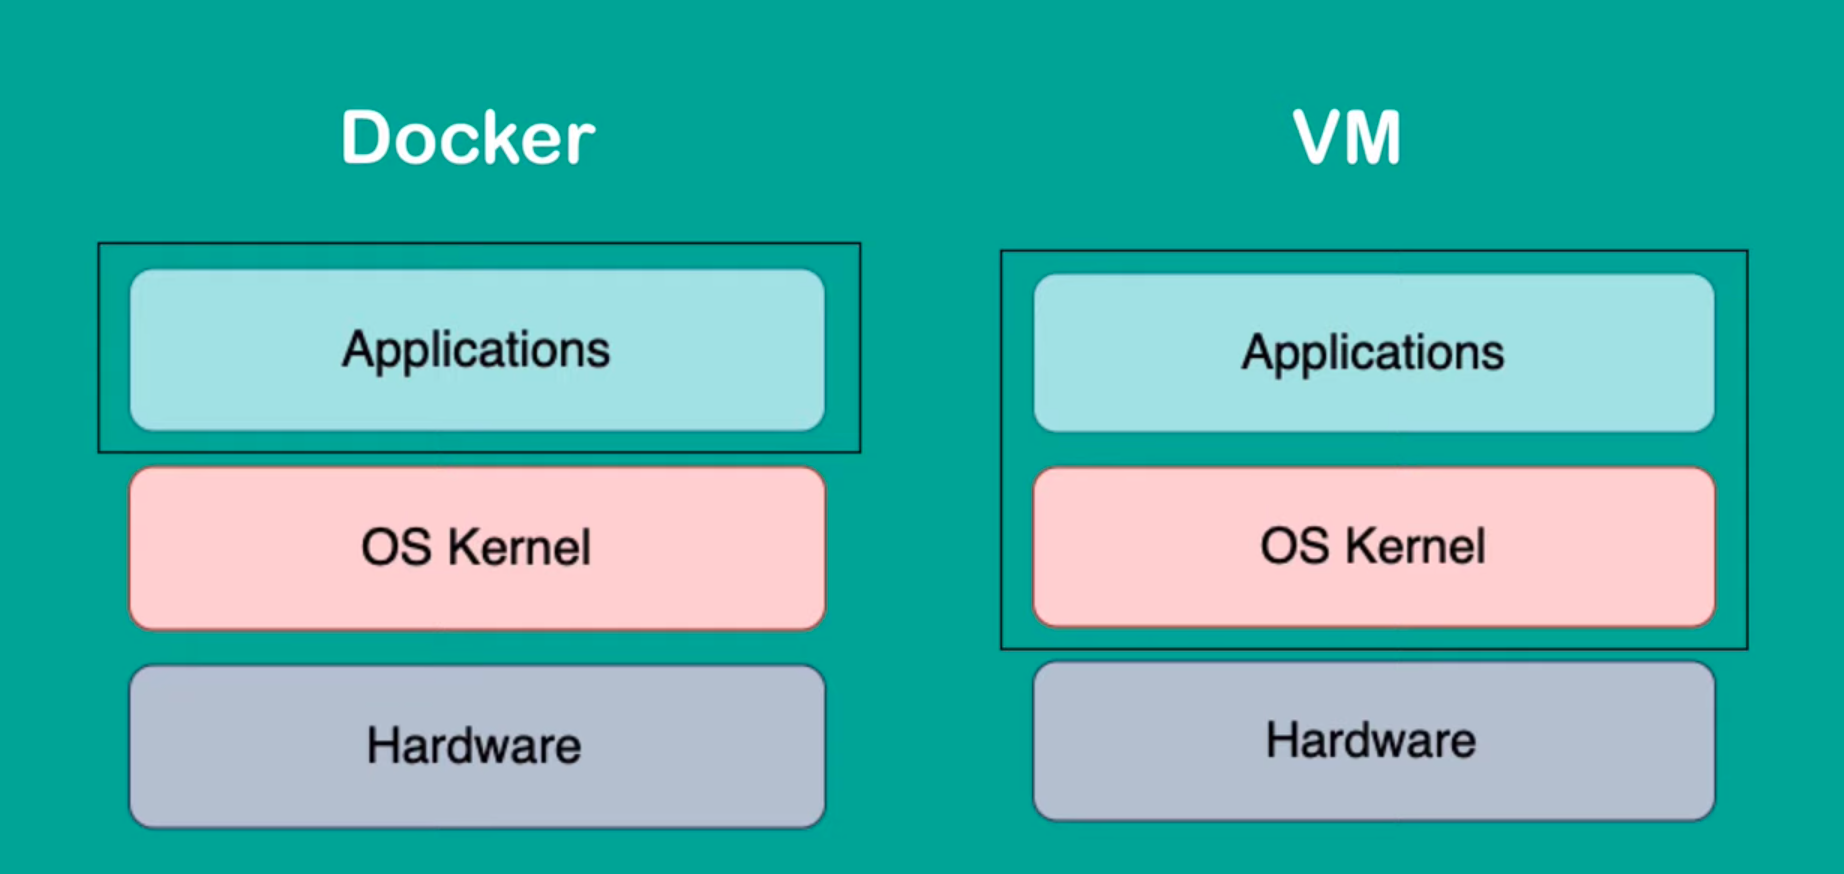 Docker
Applications
OS Kernel
Hardware
VM
Applications
OS Kernel
Hardware